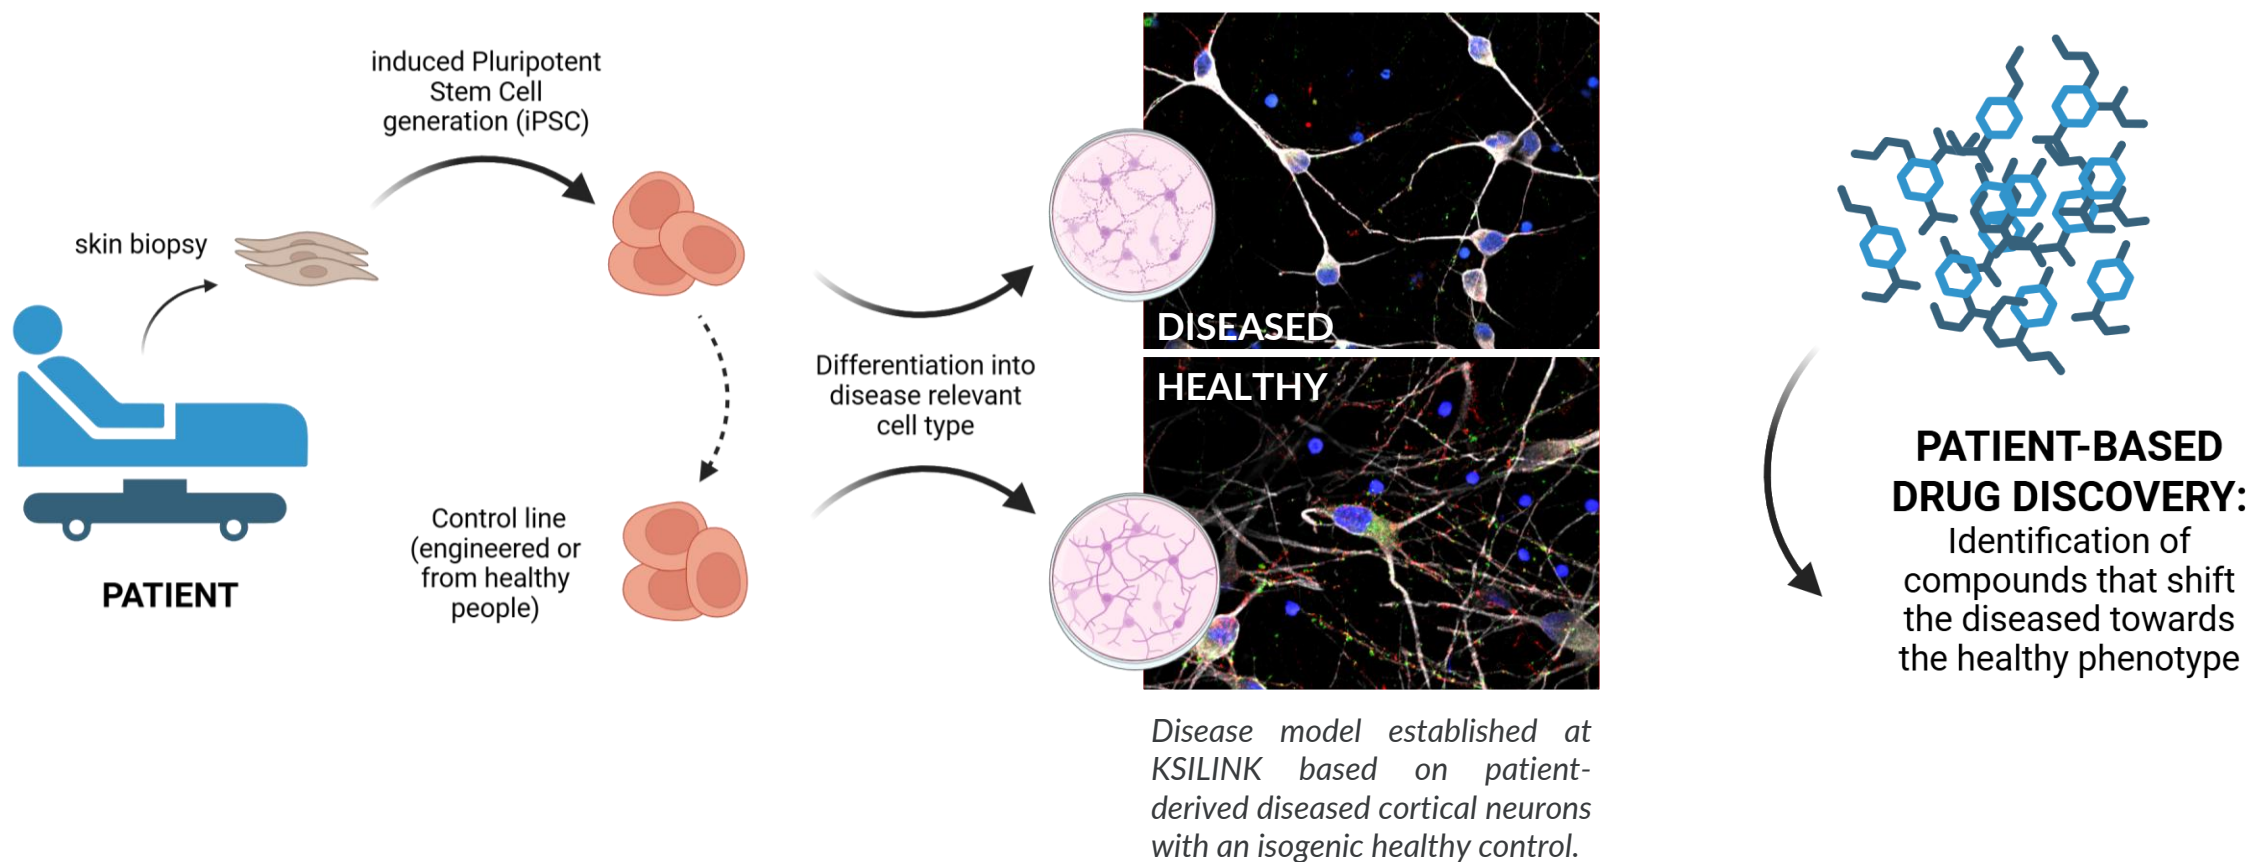 induced Pluripotent
Stem Cell
generation (iPSC)
skin biopsy
PATIENT
Control line
(engineered or
from healthy
people)
Differentiation into
disease relevant
cell type
DISEASED
HEALTHY
Disease model established at
KSILINK based on patient-
derived diseased cortical neurons
with an isogenic healthy control.
PATIENT-BASED
DRUG DISCOVERY:
Identification of
compounds that shift
the diseased towards
the healthy phenotype